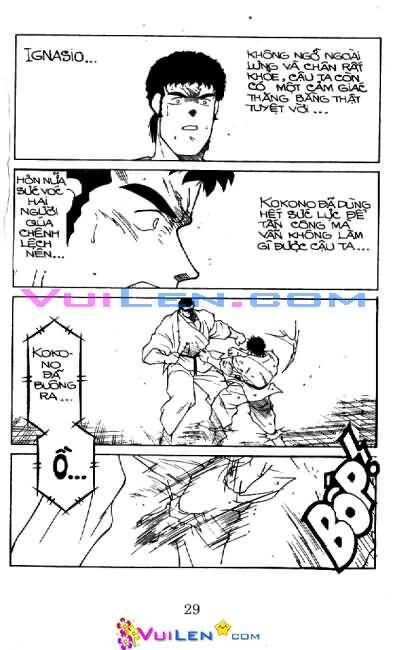 IGNASIO...
KHÔNG NGỜ NGOÀI
LƯNG VÀ CHÂN RẤT
KHỎE, CẬU TA CÒN
CÓ MỘT CẢM GIÁC
THĂNG BẰNG THẬT
TUYỆT VỜI...
HƠN NỮA
SỨC VÓC
HAI
NGƯỜI
QUÁ
CHÊNH
LỆCH
NÊN...
KOKONO ĐÃ DÙNG
HẾT SỨC LỰC ĐỂ
TẤN CÔNG MÀ
VẪN KHÔNG LÀM
GÌ ĐƯỢC CẬU TA...
VUILEN.COM
KOKO-
NO
ĐÃ
BUÔNG
RA...
Ồ...
BỐP!
29
VUILEN.COM